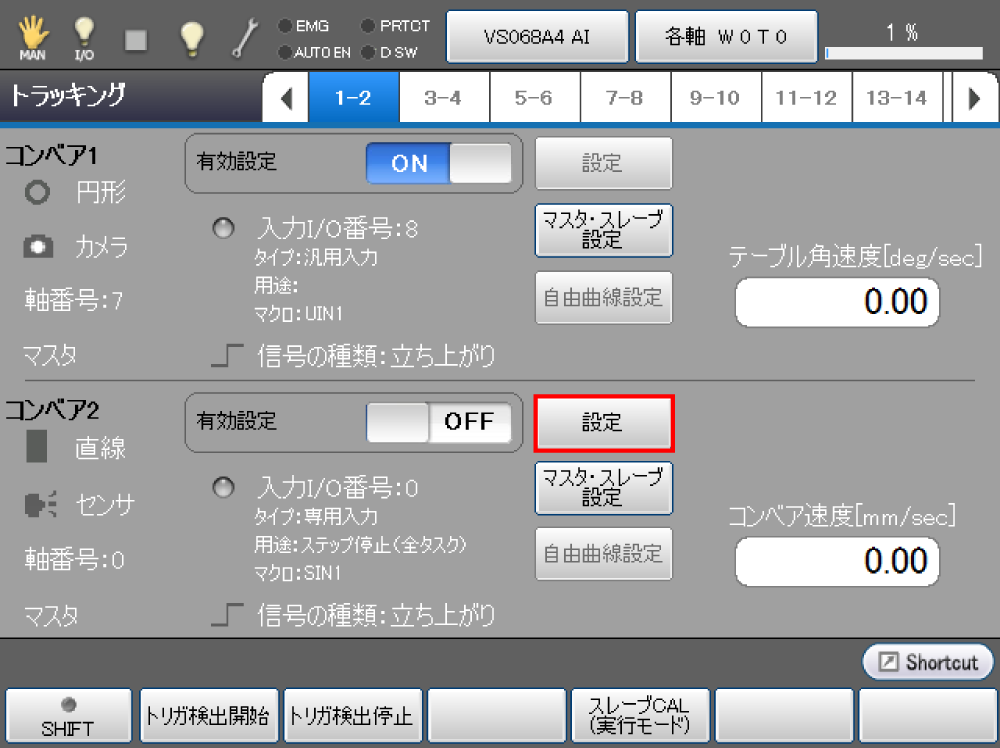 EMG PRTCT
MAN I/O AUTO EN D SW
VS068A4 AI
各軸 W0T0
1 %
トラッキング
1-2 3-4 5-6 7-8 9-10 11-12 13-14
コンベア1
円形
カメラ
軸番号:7
マスタ
有効設定 ON
設定
入力I/O番号:8
タイプ:汎用入力
用途:
マクロ:UIN1
信号の種類:立ち上がり
マスタ・スレーブ
設定
自由曲線設定
テーブル角速度[deg/sec]
0.00
コンベア2
直線
センサ
軸番号:0
マスタ
有効設定 OFF
設定
入力I/O番号:0
タイプ:専用入力
用途:ステップ停止(全タスク)
マクロ:SIN1
信号の種類:立ち上がり
マスタ・スレーブ
設定
自由曲線設定
コンベア速度[mm/sec]
0.00
Shortcut
SHIFT
トリガ検出開始
トリガ検出停止
スレーブCAL
(実行モード)